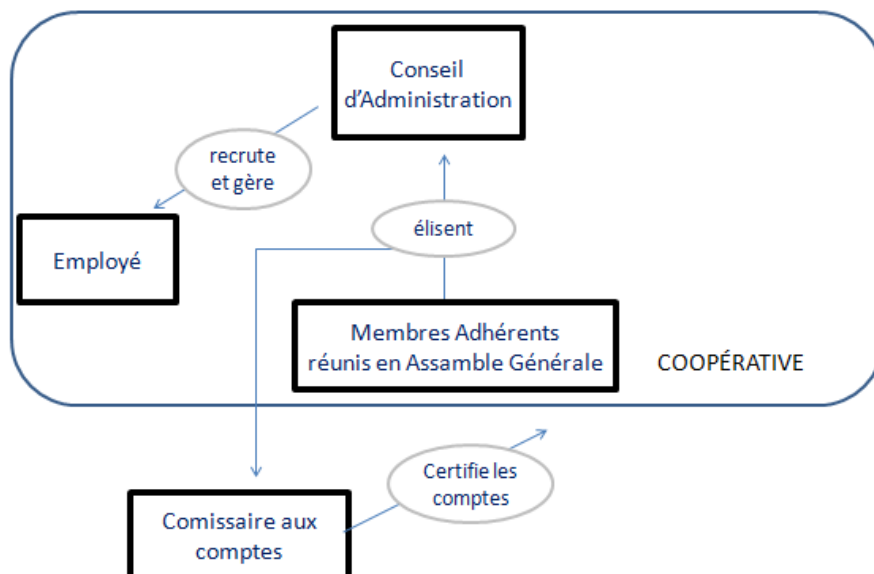 Conseil
d'Administration
recrute
et gère
élisent
Employé
Membres Adhérents
réunis en Assamble Générale
COOPÉRATIVE
Certifie les
comptes
Comissaire aux
comptes